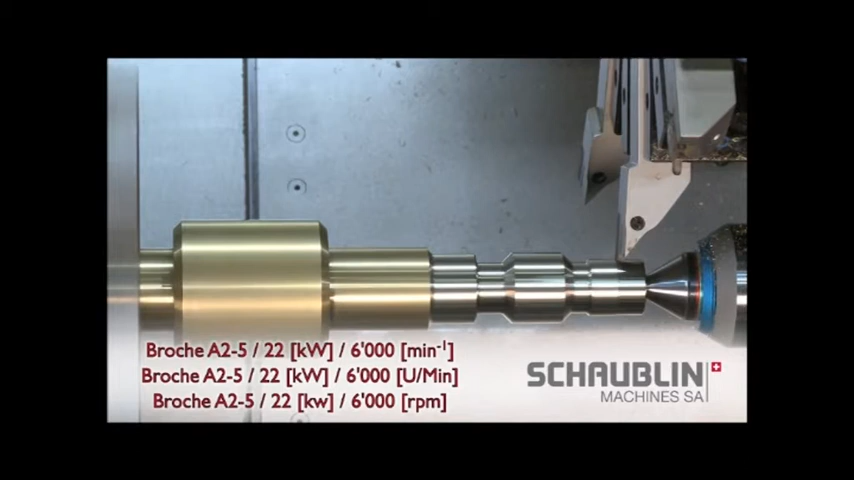 Broche A2-5 / 22 [kW] / 6'000 [min⁻¹]
Broche A2-5 / 22 [kW] / 6'000 [U/Min]
Broche A2-5 / 22 [kw] / 6'000 [rpm]
SCHAUBLIN
MACHINES SA